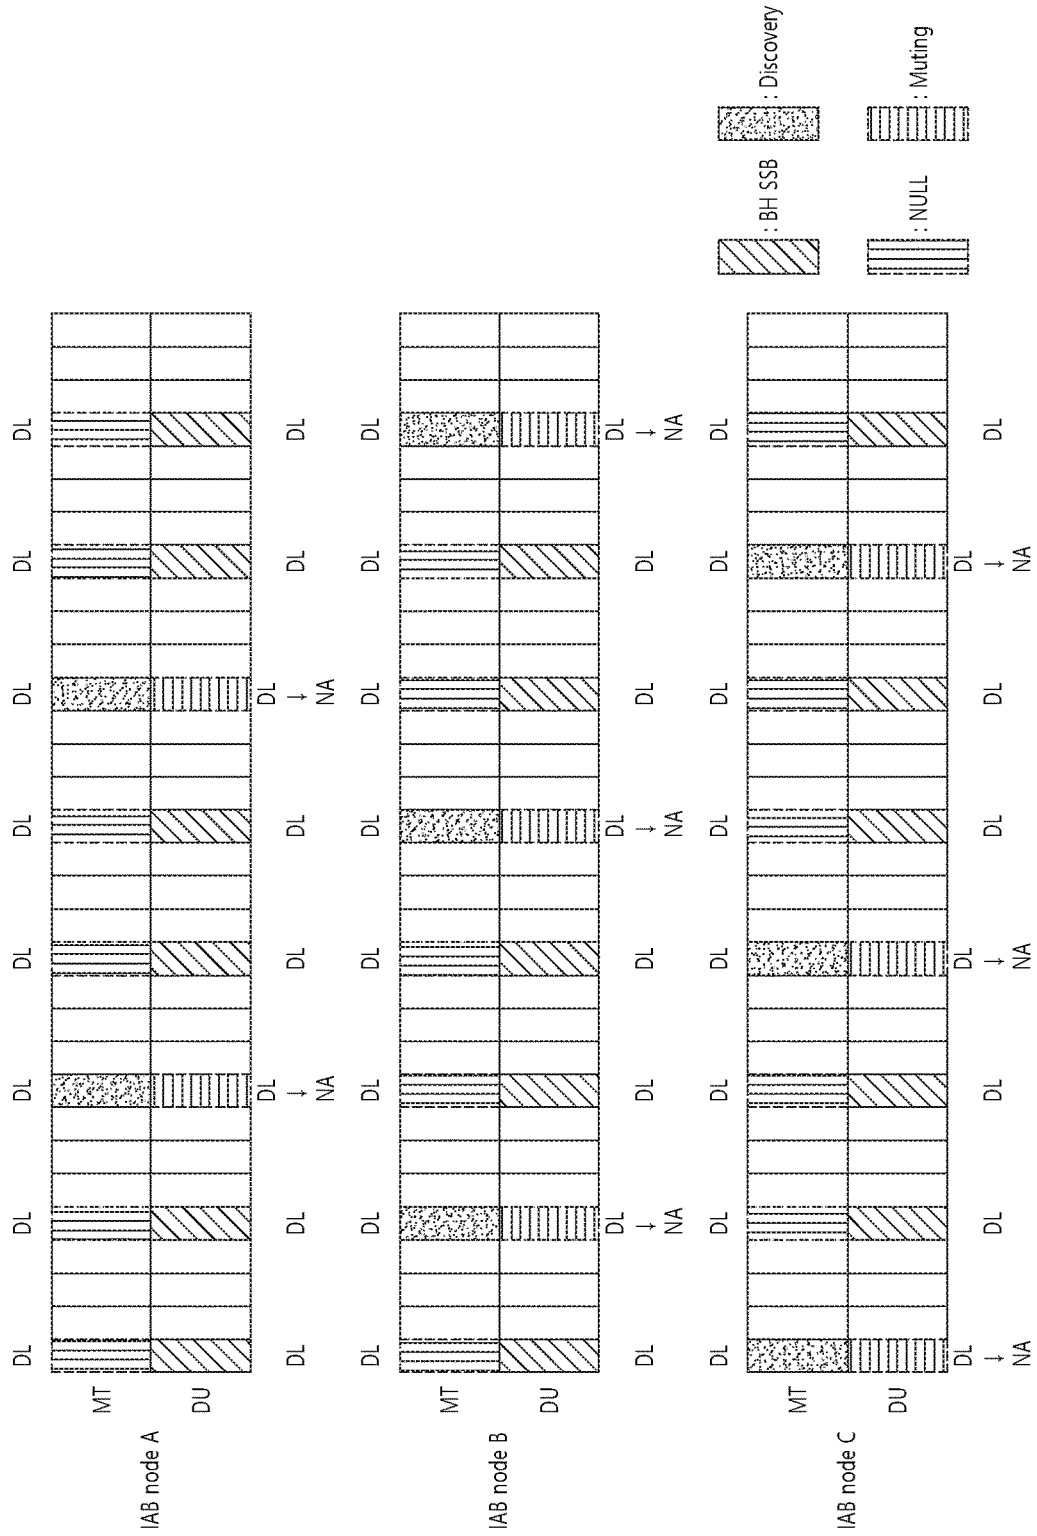 DL DL DL DL DL DL DL DL
MT
IAB node A
DU
DL DL DL DL DL DL DL DL
↓ ↓
NA NA
DL DL DL DL DL DL DL DL
MT
IAB node B
DU
DL DL DL DL DL DL DL DL
↓ ↓ ↓
NA NA NA
DL DL DL DL DL DL DL DL
MT
IAB node C
DU
DL DL DL DL DL DL DL DL
↓ ↓ ↓
NA NA NA
: BH SSB : Discovery
: NULL : Muting